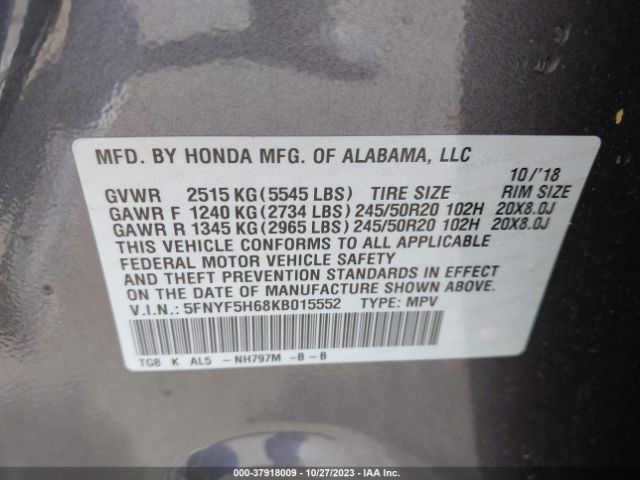 MFD. BY HONDA MFG. OF ALABAMA, LLC
10/'18
GVWR 2515 KG (5545 LBS) TIRE SIZE RIM SIZE
GAWR F 1240 KG (2734 LBS) 245/50R20 102H 20X8.0J
GAWR R 1345 KG (2965 LBS) 245/50R20 102H 20X8.0J
THIS VEHICLE CONFORMS TO ALL APPLICABLE
FEDERAL MOTOR VEHICLE SAFETY
AND THEFT PREVENTION STANDARDS IN EFFECT
ON THE DATE OF MANUFACTURE SHOWN ABOVE.
V.I.N.: 5FNYF5H68KB015552 TYPE: MPV
TG8 K AL5 -NH797M -B-B
000-37918009 - 10/27/2023 - IAA Inc.